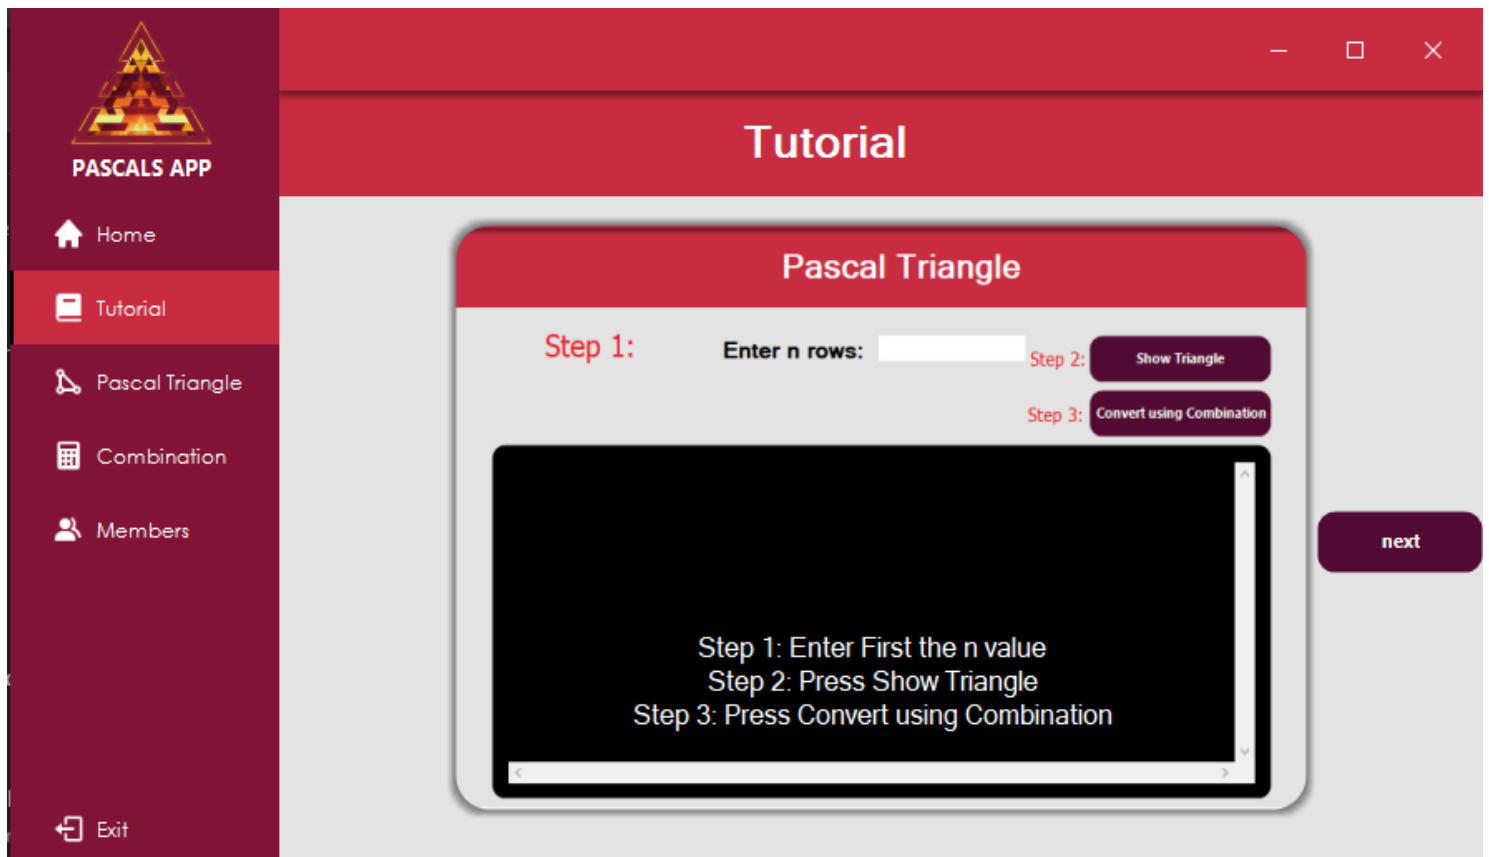 PASCALS APP
Home
Tutorial
Pascal Triangle
Combination
Members
Exit
Tutorial
Pascal Triangle
Step 1:
Enter n rows:
Step 2:
Show Triangle
Step 3:
Convert using Combination
Step 1: Enter First the n value
Step 2: Press Show Triangle
Step 3: Press Convert using Combination
next